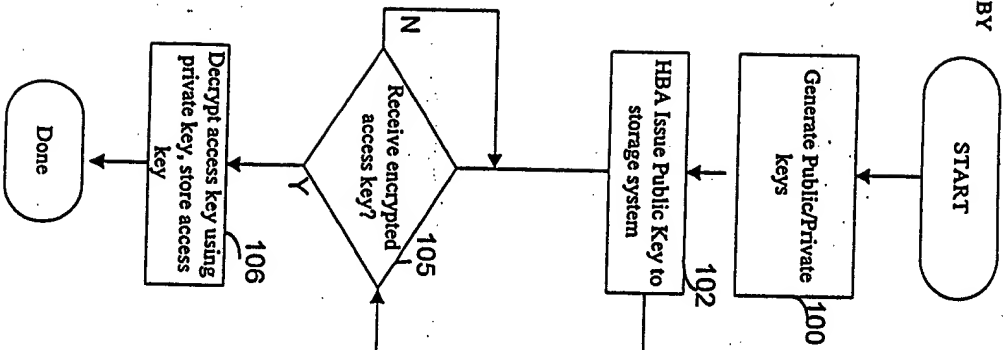 BY
START
Generate Public/Private
keys
100
HBA Issue Public Key to
storage system
102
N
Receive encrypted
access key?
105
Y
Decrypt access key using
private key, store access
key
106
Done